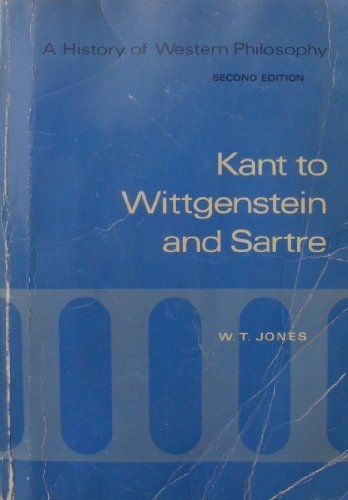 A History of Western Philosophy
SECOND EDITION
Kant to
Wittgenstein
and Sartre
W. T. JONES